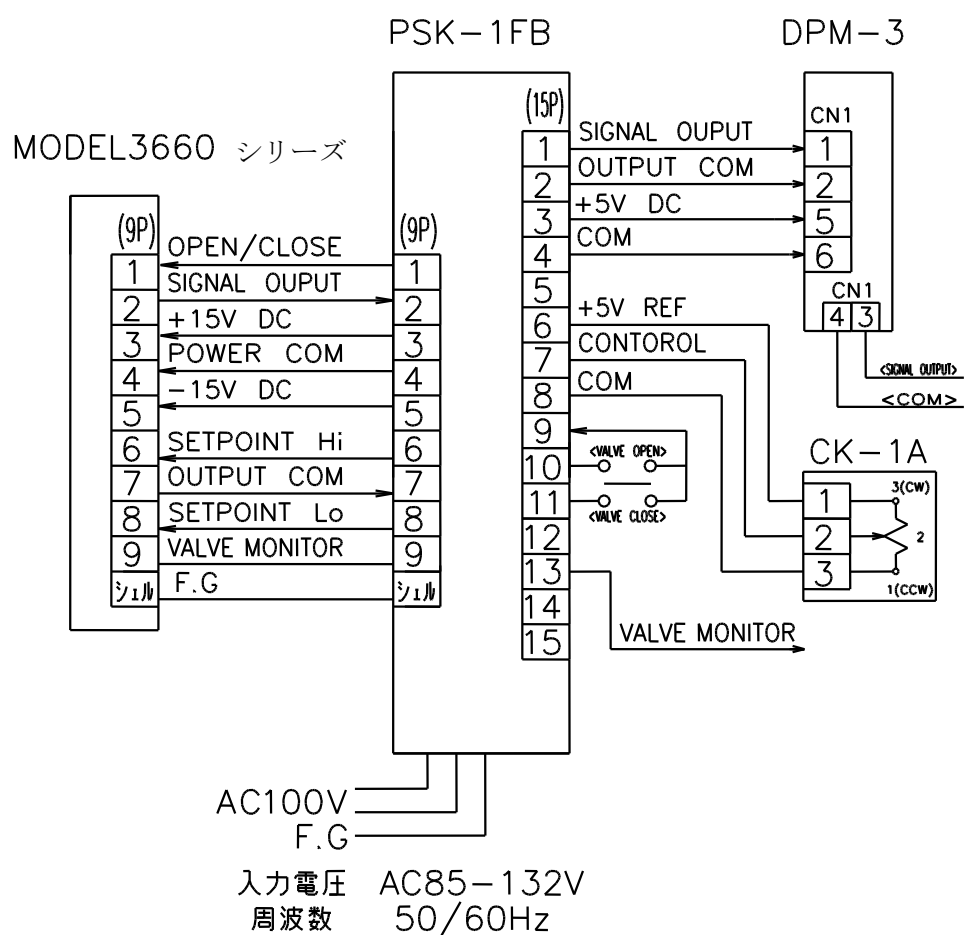 PSK-1FB
DPM-3
MODEL3660 シリーズ
(15P)
CN1
1 SIGNAL OUPUT 1
2 OUTPUT COM 2
3 +5V DC 5
4 COM 6
5
6 +5V REF
7 CONTOROL
8 COM
9
10 <VALVE OPEN>
11 <VALVE CLOSE>
12
13
14
15 VALVE MONITOR
CN1
4 3
<SIGNAL OUTPUT>
<COM>
CK-1A
1 3(CW)
2 2
3 1(CCW)
(9P) (9P)
1 OPEN/CLOSE 1
2 SIGNAL OUPUT 2
3 +15V DC 3
4 POWER COM 4
5 -15V DC 5
6 SETPOINT Hi 6
7 OUTPUT COM 7
8 SETPOINT Lo 8
9 VALVE MONITOR 9
シェル F.G シェル
AC100V
F.G
入力電圧 AC85-132V
周波数 50/60Hz